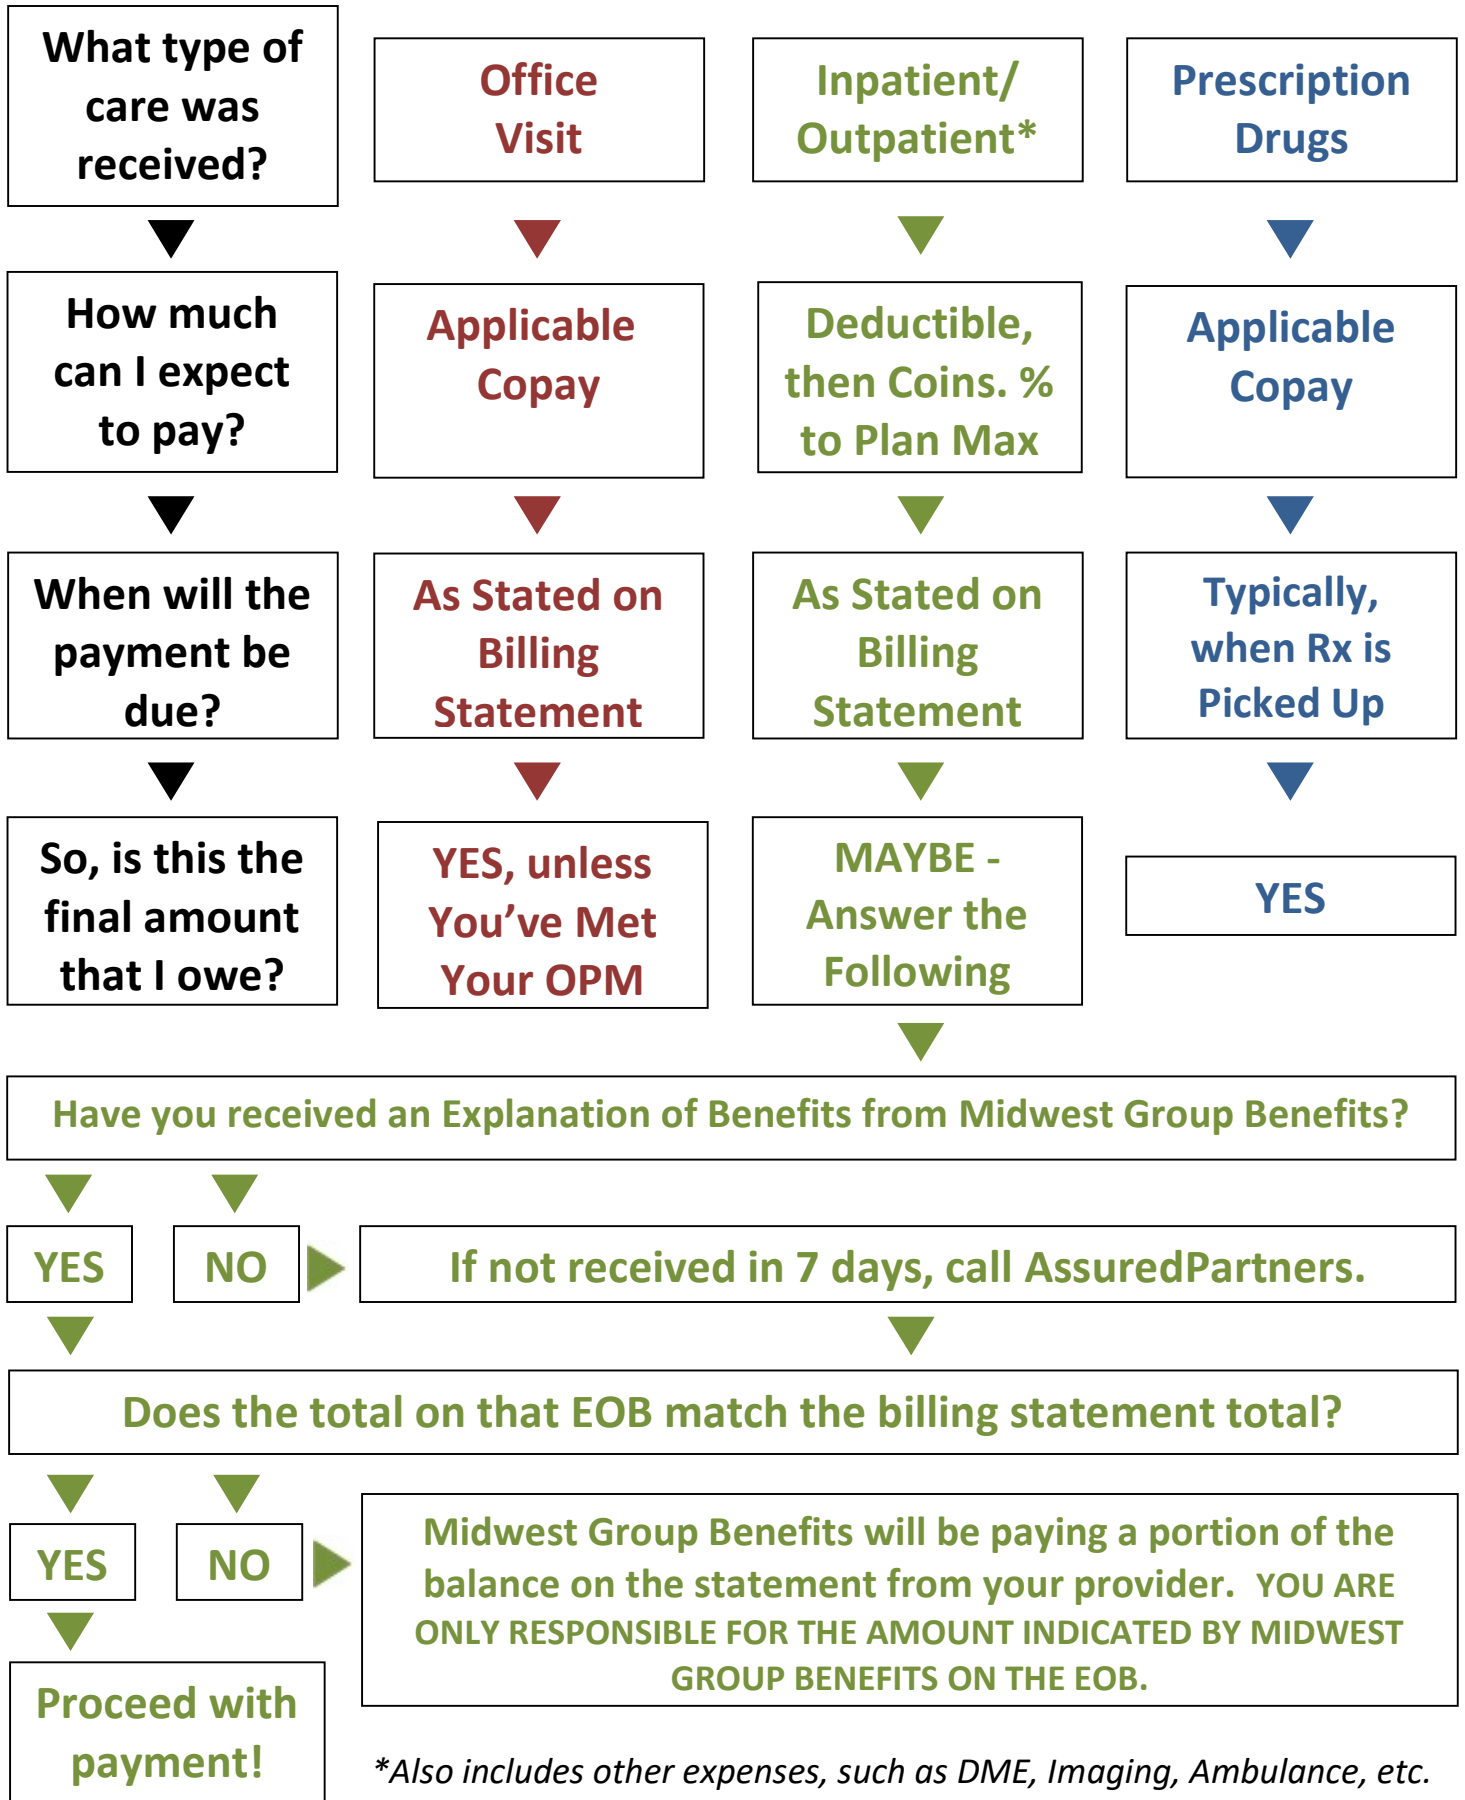 What type of
care was
received?
Office
Visit
Inpatient/
Outpatient*
Prescription
Drugs
How much
can I expect
to pay?
Applicable
Copay
Deductible,
then Coins. %
to Plan Max
Applicable
Copay
When will the
payment be
due?
As Stated on
Billing
Statement
As Stated on
Billing
Statement
Typically,
when Rx is
Picked Up
So, is this the
final amount
that I owe?
YES, unless
You’ve Met
Your OPM
MAYBE -
Answer the
Following
YES
Have you received an Explanation of Benefits from Midwest Group Benefits?
YES
NO
If not received in 7 days, call AssuredPartners.
Does the total on that EOB match the billing statement total?
YES
NO
Midwest Group Benefits will be paying a portion of the
balance on the statement from your provider. YOU ARE
ONLY RESPONSIBLE FOR THE AMOUNT INDICATED BY MIDWEST
GROUP BENEFITS ON THE EOB.
Proceed with
payment!
*Also includes other expenses, such as DME, Imaging, Ambulance, etc.